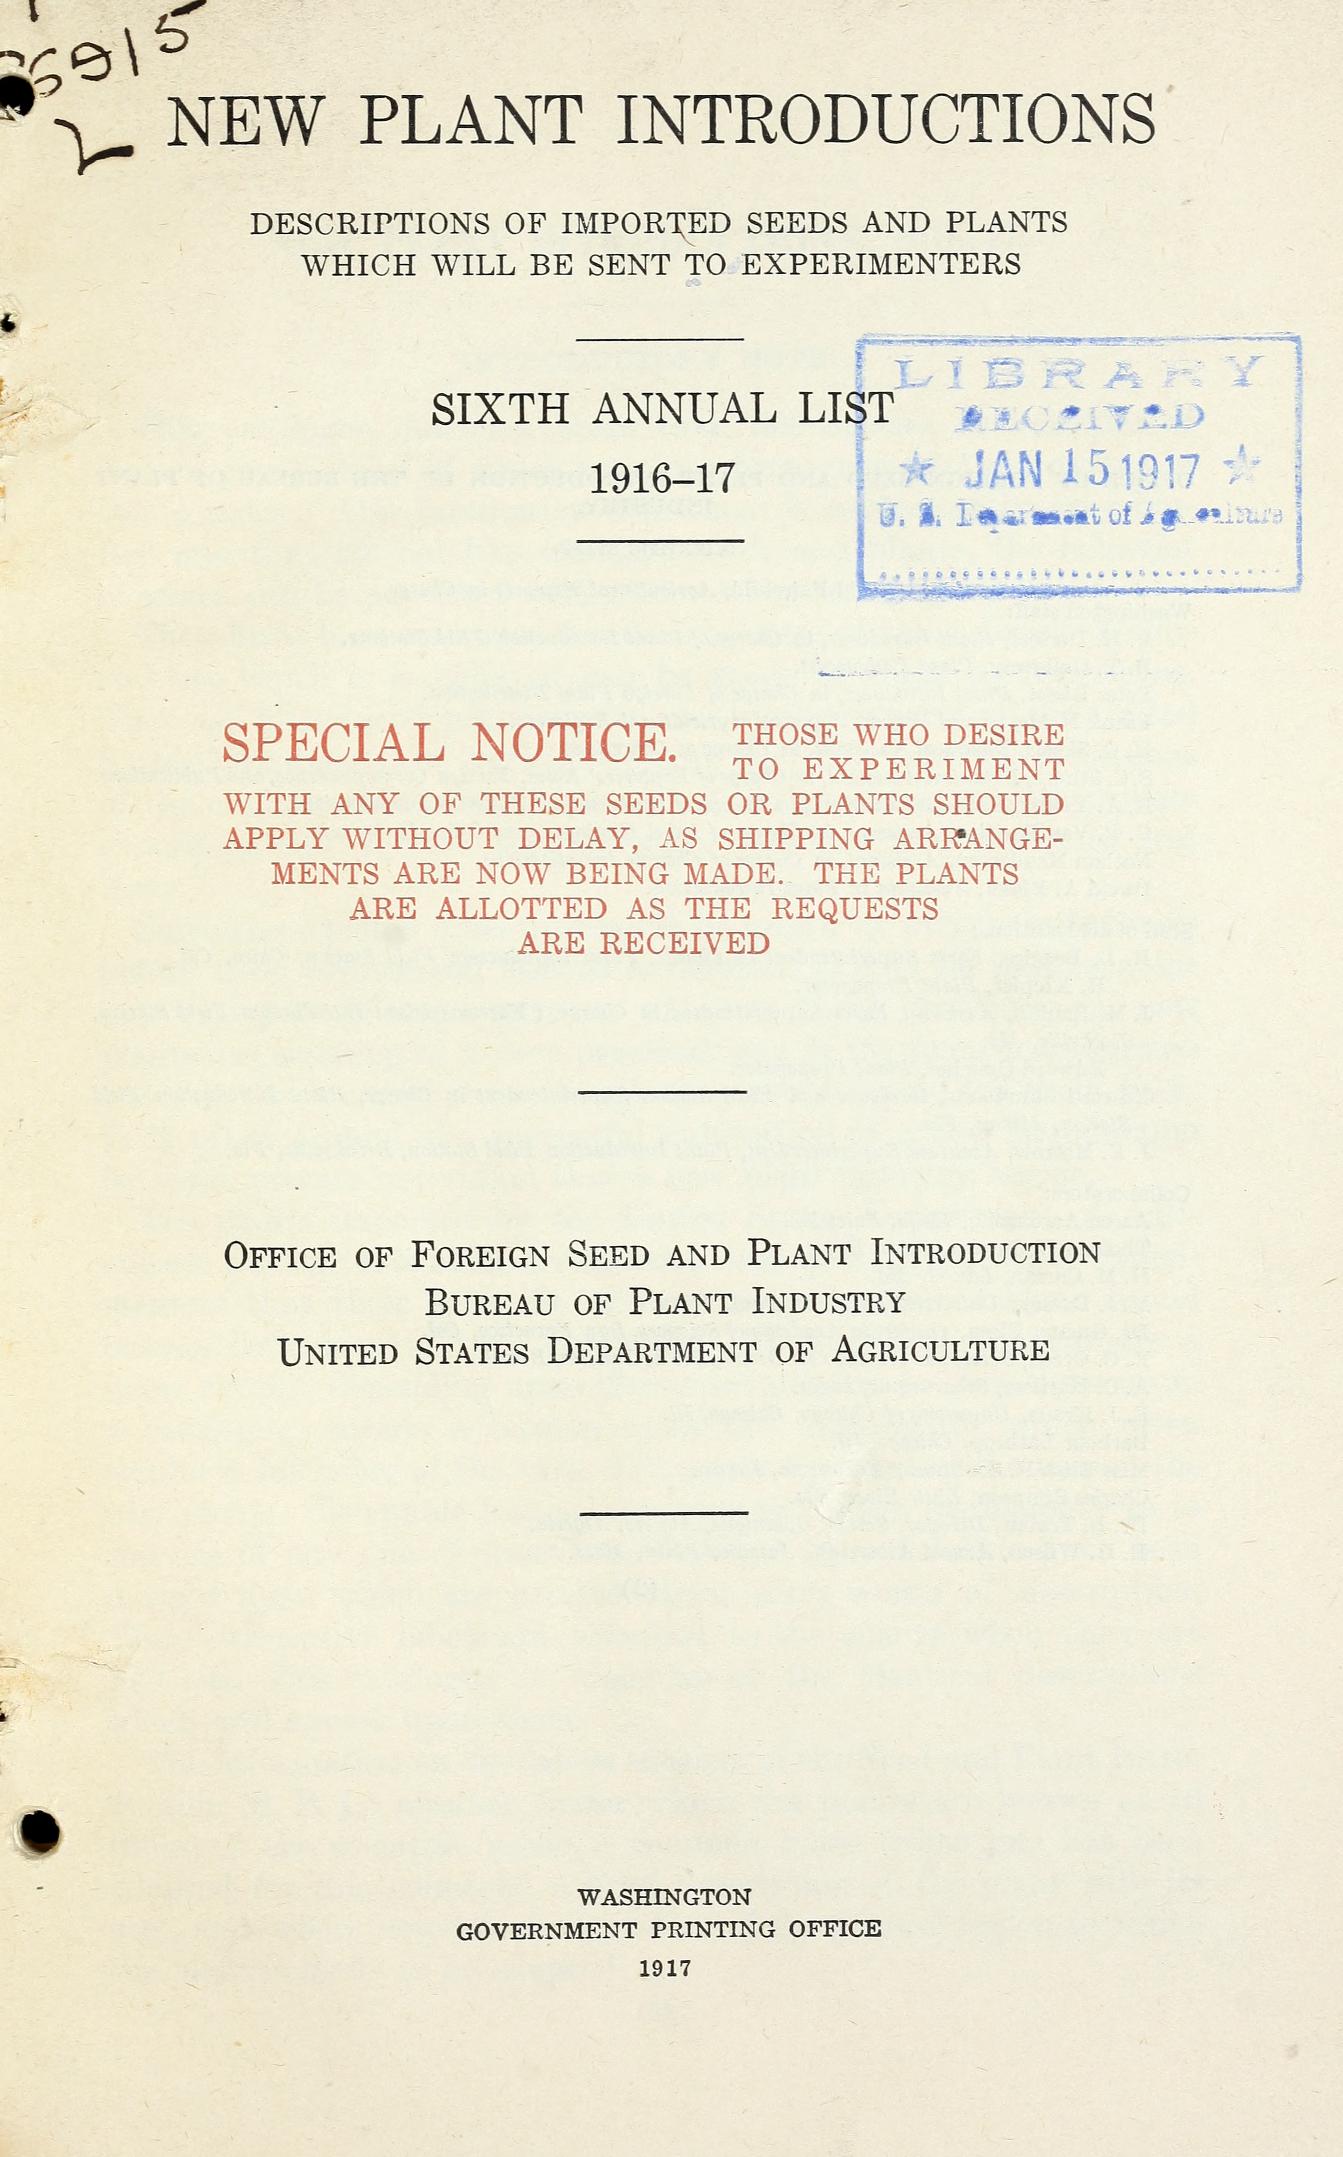 6915
NEW PLANT INTRODUCTIONS
DESCRIPTIONS OF IMPORTED SEEDS AND PLANTS
WHICH WILL BE SENT TO EXPERIMENTERS
SIXTH ANNUAL LIST
1916–17
LIBRARY
RECEIVED
★ JAN 15 1917 ★
U. S. Department of Agriculture
SPECIAL NOTICE. THOSE WHO DESIRE
TO EXPERIMENT
WITH ANY OF THESE SEEDS OR PLANTS SHOULD
APPLY WITHOUT DELAY, AS SHIPPING ARRANGE-
MENTS ARE NOW BEING MADE. THE PLANTS
ARE ALLOTTED AS THE REQUESTS
ARE RECEIVED
OFFICE OF FOREIGN SEED AND PLANT INTRODUCTION
BUREAU OF PLANT INDUSTRY
UNITED STATES DEPARTMENT OF AGRICULTURE
WASHINGTON
GOVERNMENT PRINTING OFFICE
1917